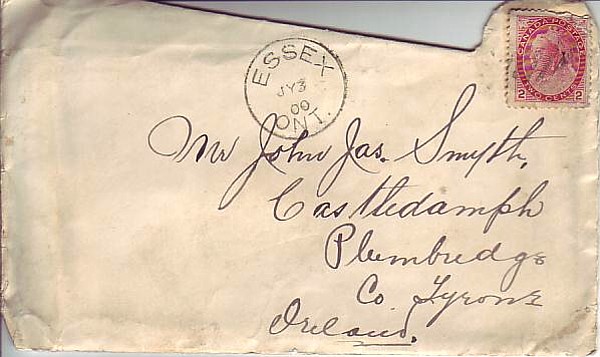 CANADA POSTAGE
2 TWO CENTS 2
ESSEX
JY 3
00
ONT.
Mr John Jas. Smyth,
Castledamph
Plumbridge
Co. Tyrone
Ireland.